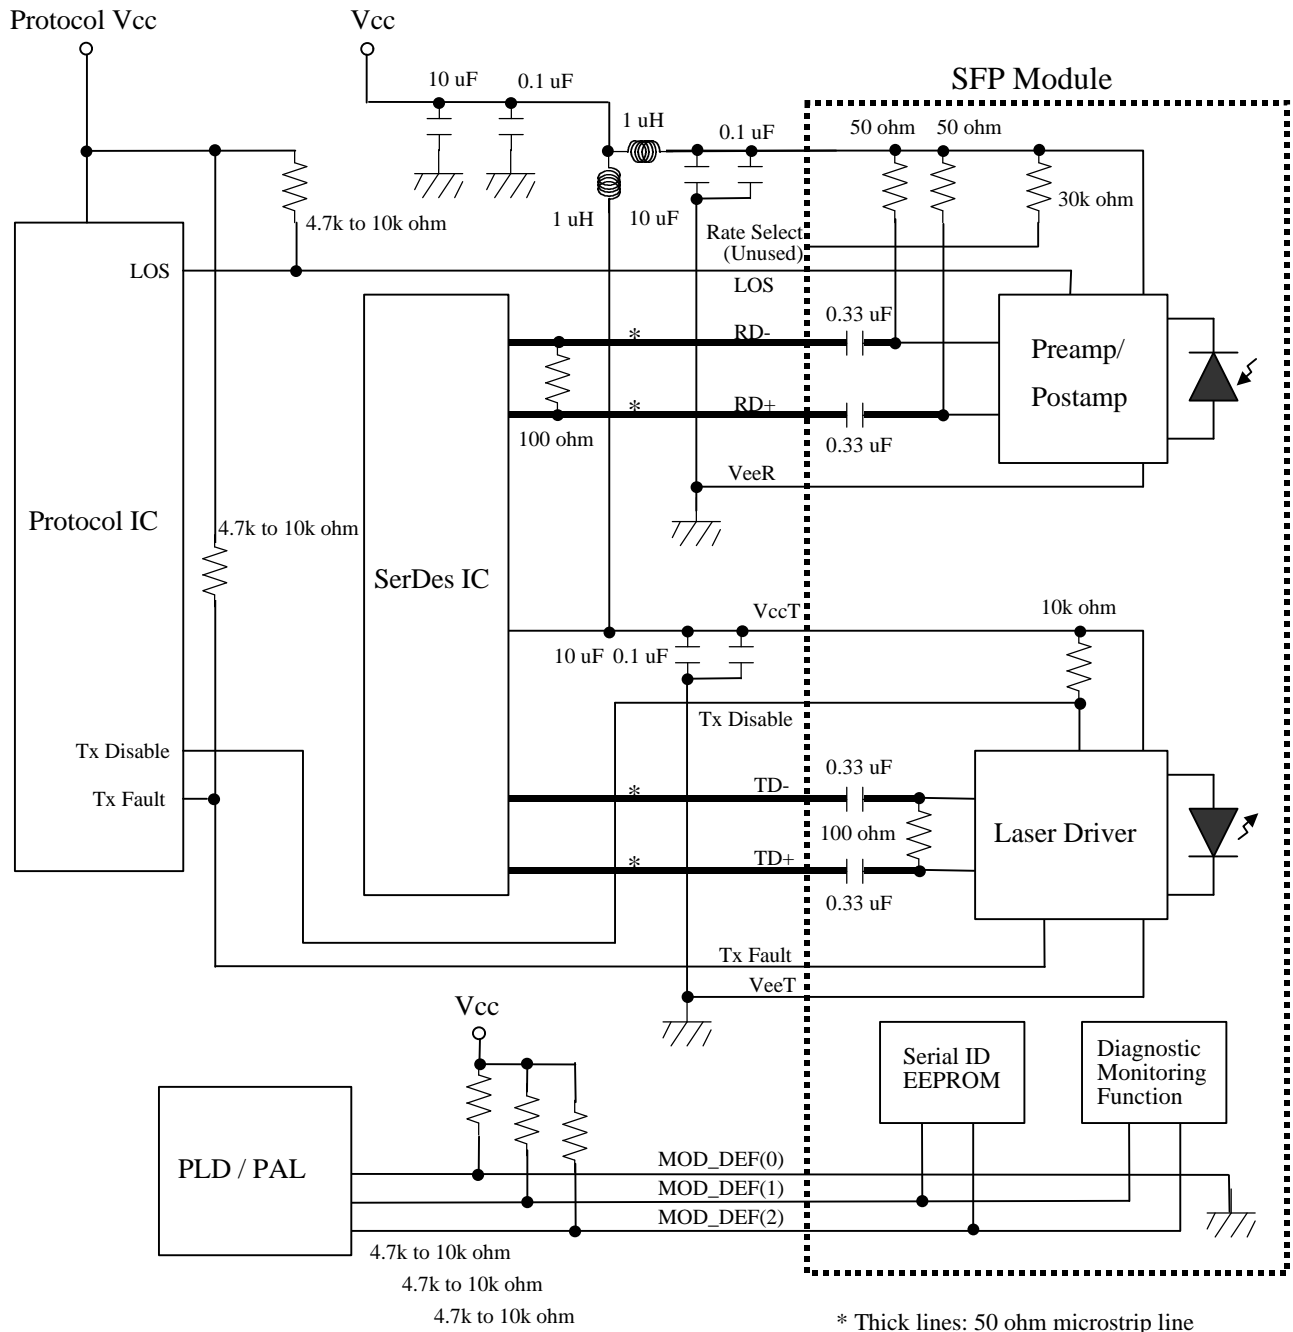 Protocol Vcc
Vcc
10 uF
0.1 uF
SFP Module
1 uH
0.1 uF
50 ohm
50 ohm
4.7k to 10k ohm
1 uH
10 uF
30k ohm
Rate Select
(Unused)
LOS
LOS
0.33 uF
*
RD-
Preamp/
Postamp
*
RD+
100 ohm
0.33 uF
VeeR
Protocol IC
4.7k to 10k ohm
SerDes IC
VccT
10k ohm
10 uF
0.1 uF
Tx Disable
Tx Disable
Tx Fault
0.33 uF
*
TD-
100 ohm
Laser Driver
*
TD+
0.33 uF
Tx Fault
VeeT
Vcc
Serial ID
EEPROM
Diagnostic
Monitoring
Function
PLD / PAL
MOD_DEF(0)
MOD_DEF(1)
MOD_DEF(2)
4.7k to 10k ohm
4.7k to 10k ohm
4.7k to 10k ohm
* Thick lines: 50 ohm microstrip line